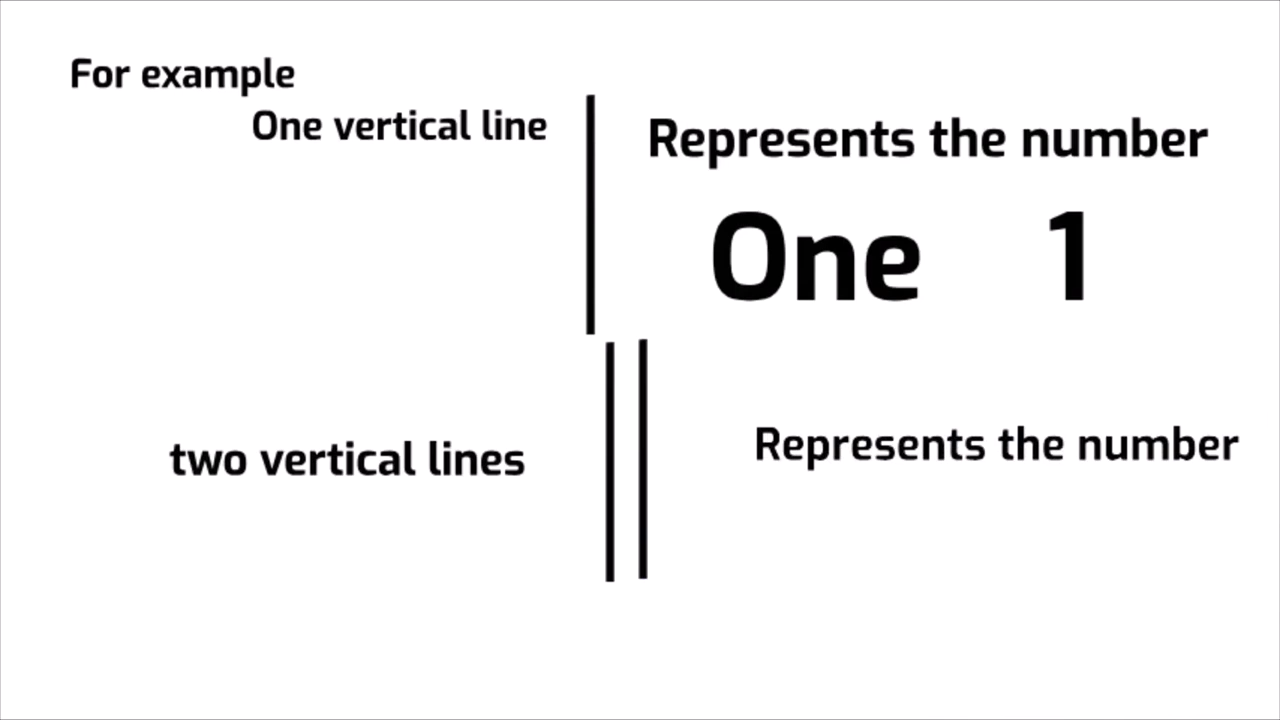 For example
One vertical line
Represents the number
One 1
two vertical lines
Represents the number